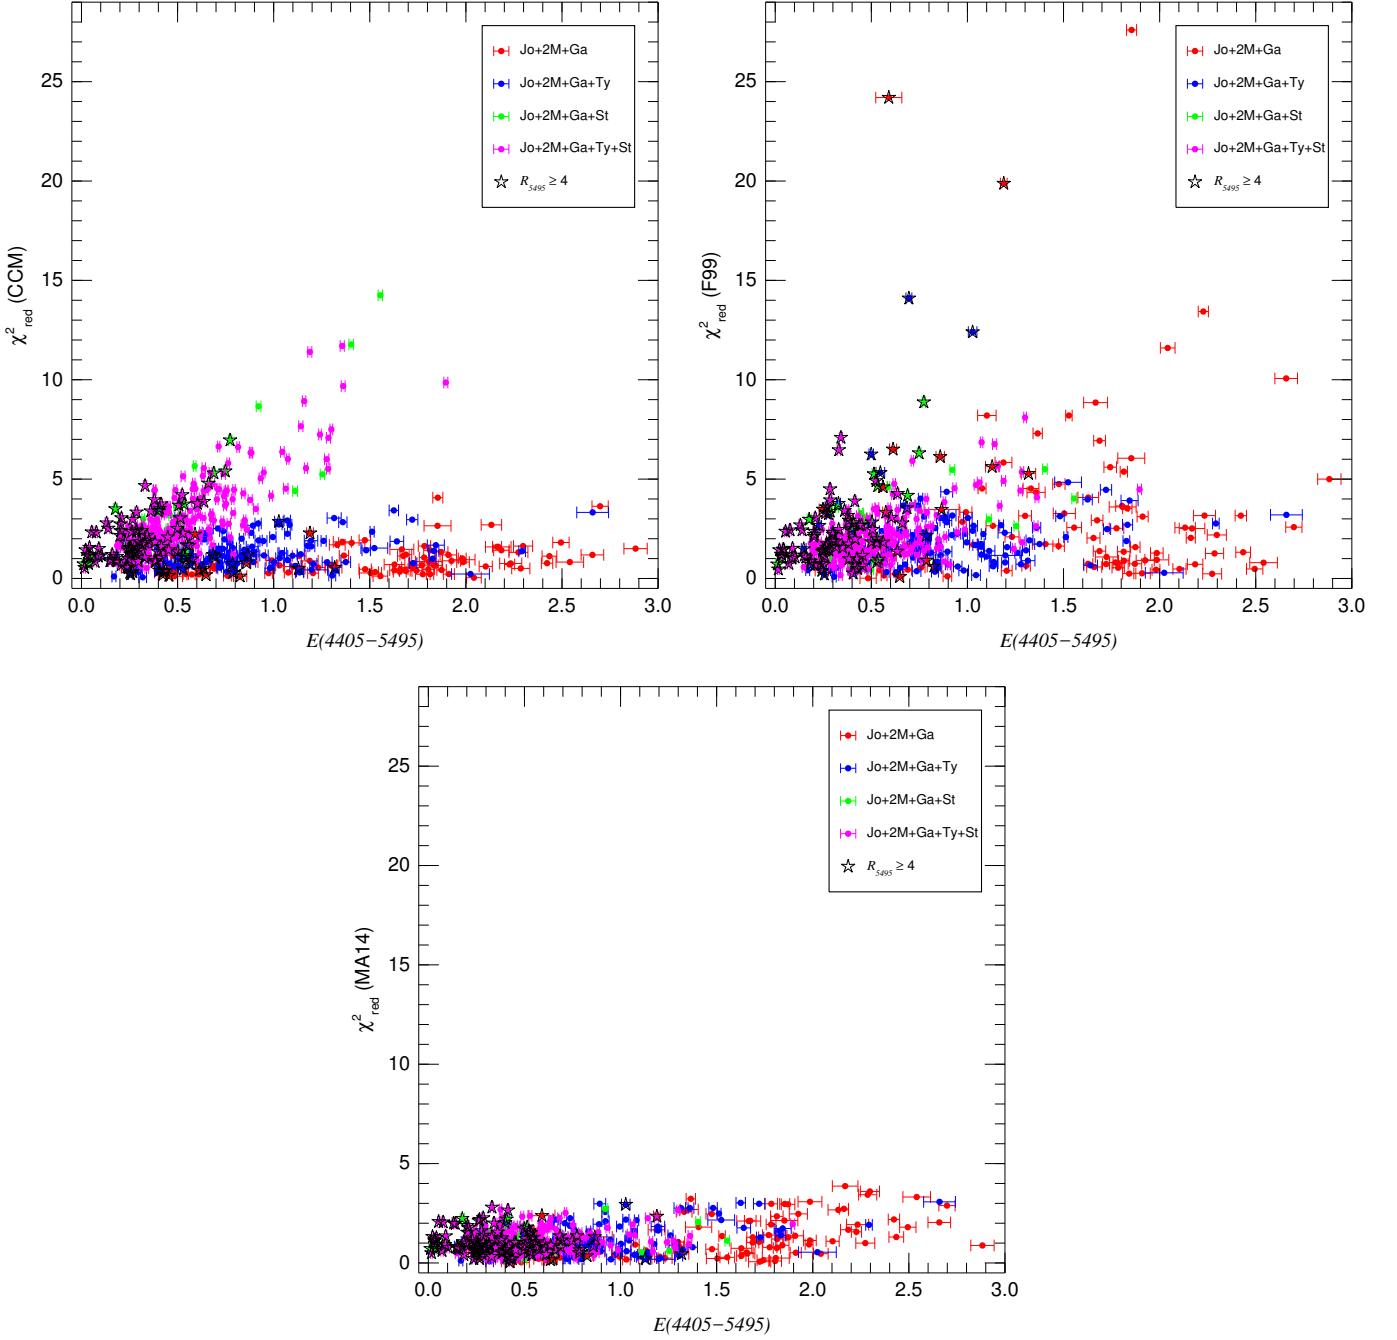 25
20
15
10
5
0
χ²red (CCM)
Jo+2M+Ga
Jo+2M+Ga+Ty
Jo+2M+Ga+St
Jo+2M+Ga+Ty+St
R5495 ≥ 4
0.0 0.5 1.0 1.5 2.0 2.5 3.0
E(4405−5495)
25
20
15
10
5
0
χ²red (F99)
Jo+2M+Ga
Jo+2M+Ga+Ty
Jo+2M+Ga+St
Jo+2M+Ga+Ty+St
R5495 ≥ 4
0.0 0.5 1.0 1.5 2.0 2.5 3.0
E(4405−5495)
25
20
15
10
5
0
χ²red (MA14)
Jo+2M+Ga
Jo+2M+Ga+Ty
Jo+2M+Ga+St
Jo+2M+Ga+Ty+St
R5495 ≥ 4
0.0 0.5 1.0 1.5 2.0 2.5 3.0
E(4405−5495)